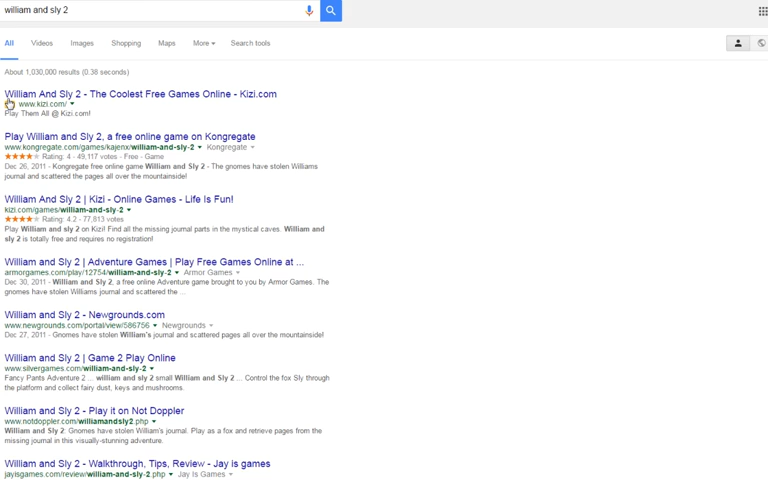 william and sly 2
All Videos Images Shopping Maps More Search tools
About 1,030,000 results (0.38 seconds)
William And Sly 2 - The Coolest Free Games Online - Kizi.com
www.kizi.com/
Play Them All @ Kizi.com!
Play William and Sly 2, a free online game on Kongregate
www.kongregate.com/games/kajenx/william-and-sly-2 Kongregate
Rating: 4 - 49,117 votes - Free - Game
Dec 26, 2011 - Kongregate free online game William and Sly 2 - The gnomes have stolen Williams
journal and scattered the pages all over the mountainside!
William And Sly 2 | Kizi - Online Games - Life Is Fun!
kizi.com/games/william-and-sly-2
Rating: 4.2 - 77,813 votes
Play William and sly 2 on Kizi! Find all the missing journal parts in the mystical caves. William and
sly 2 is totally free and requires no registration!
William and Sly 2 | Adventure Games | Play Free Games Online at ...
armorgames.com/play/12754/william-and-sly-2 Armor Games
Dec 30, 2011 - William and Sly 2, a free online Adventure game brought to you by Armor Games. The
gnomes have stolen Williams journal and scattered the ...
William and Sly 2 - Newgrounds.com
www.newgrounds.com/portal/view/586756 Newgrounds
Dec 27, 2011 - Gnomes have stolen William's journal and scattered pages all over the mountainside!
William and Sly 2 | Game 2 Play Online
www.silvergames.com/william-and-sly-2
Fancy Pants Adventure 2 ... william and sly 2 small William and Sly 2 ... Control the fox Sly through
the platform and collect fairy dust, keys and mushrooms.
William and Sly 2 - Play it on Not Doppler
www.notdoppler.com/williamandsly2.php
William and Sly 2: Gnomes have stolen William's journal. Play as a fox and retrieve pages from the
missing journal in this visually-stunning adventure.
William and Sly 2 - Walkthrough, Tips, Review - Jay is games
jayisgames.com/review/william-and-sly-2.php Jay Is Games